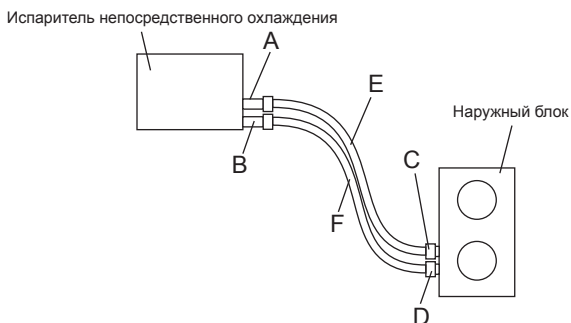 Испаритель непосредственного охлаждения
A
E
Наружный блок
B
C
F
D